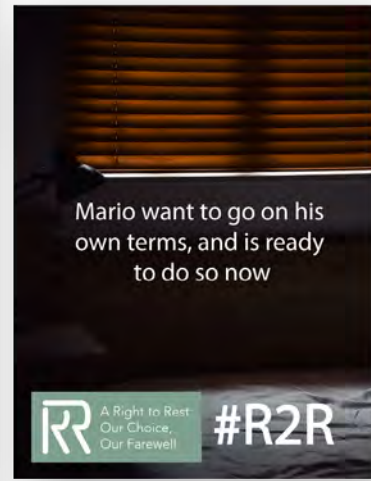 Mario want to go on his
own terms, and is ready
to do so now
RR
A Right to Rest:
Our Choice,
Our Farewell
#R2R